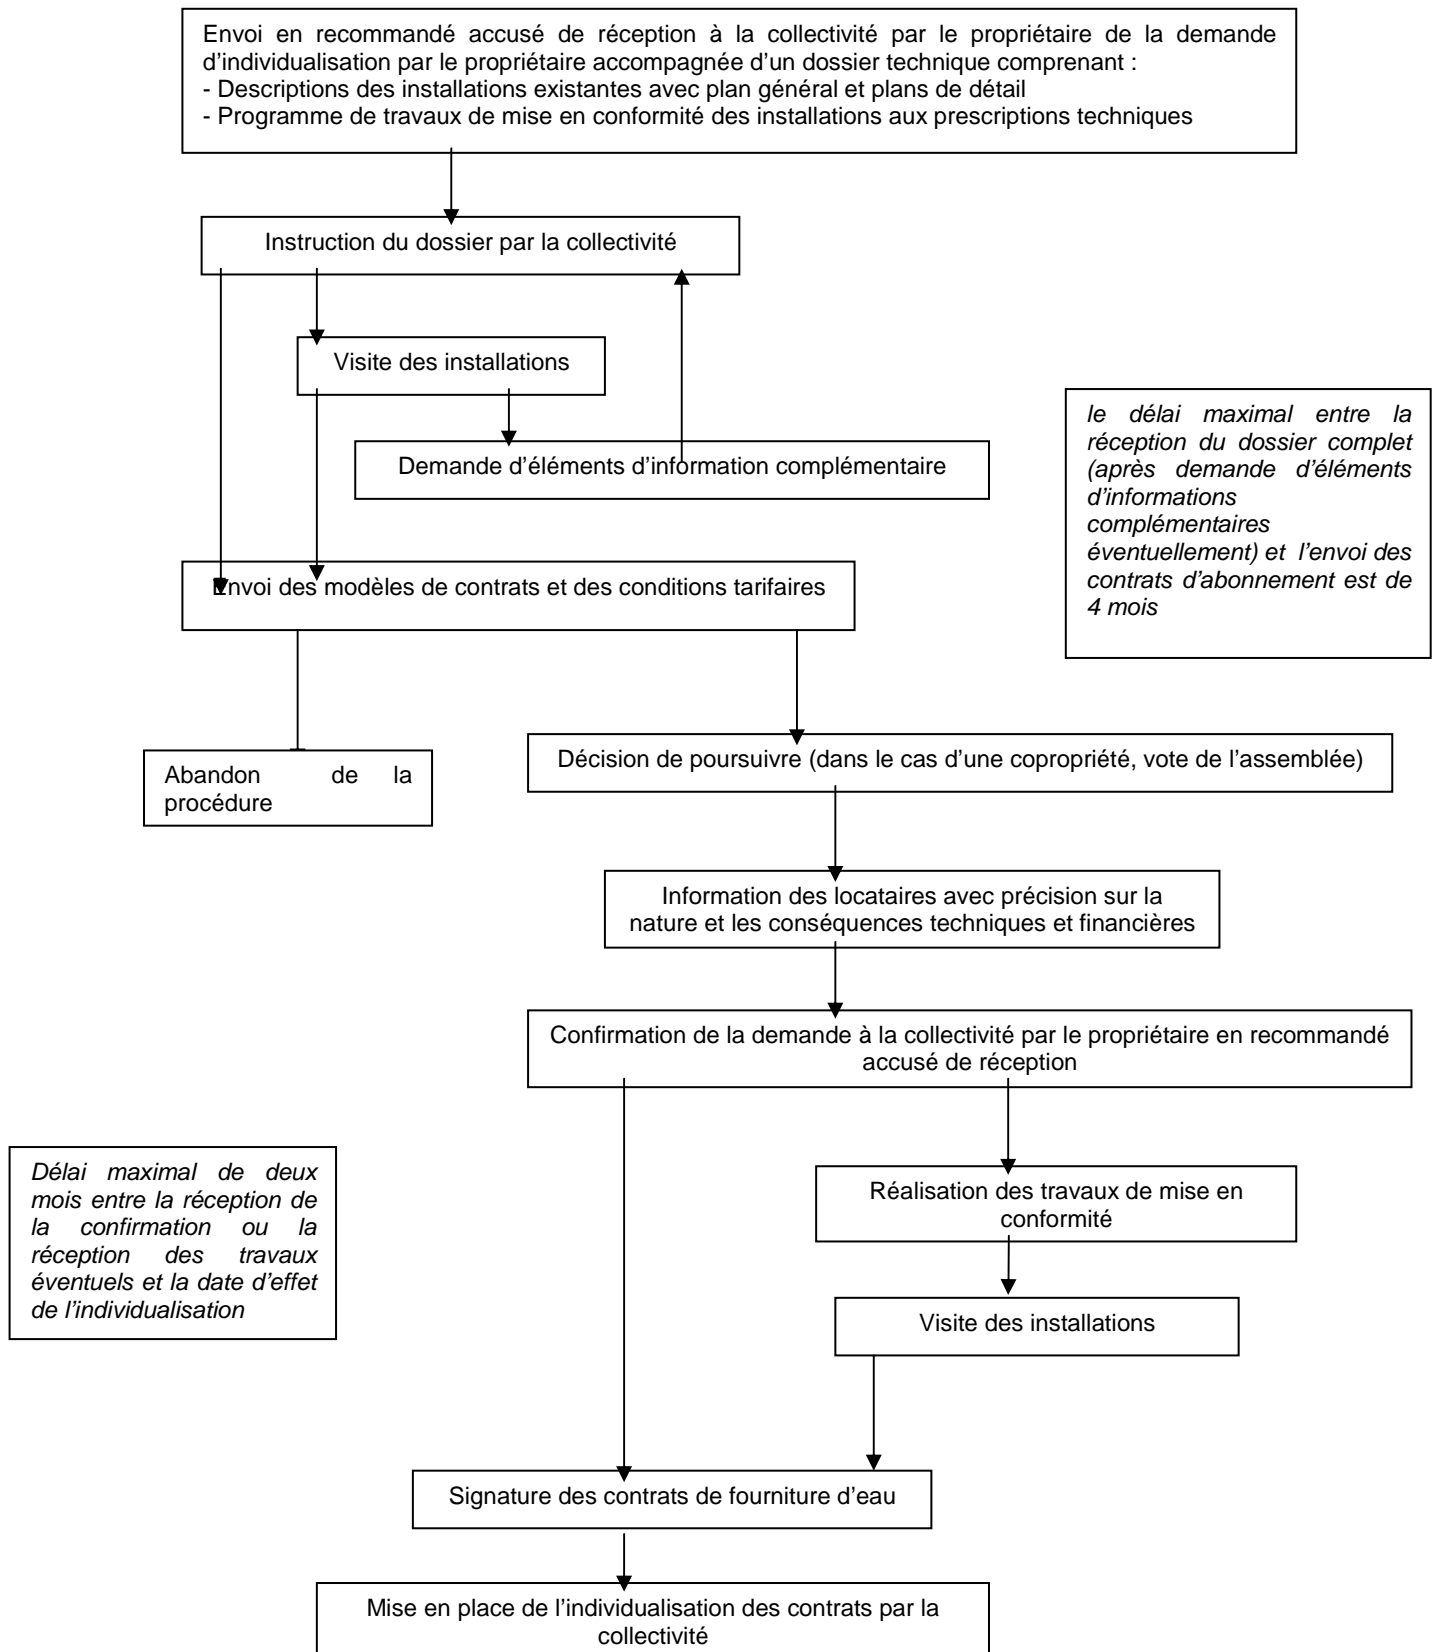 Envoi en recommandé accusé de réception à la collectivité par le propriétaire de la demande
d'individualisation par le propriétaire accompagnée d'un dossier technique comprenant :
- Descriptions des installations existantes avec plan général et plans de détail
- Programme de travaux de mise en conformité des installations aux prescriptions techniques
Instruction du dossier par la collectivité
Visite des installations
Demande d'éléments d'information complémentaire
le délai maximal entre la
réception du dossier complet
(après demande d'éléments
d'informations
complémentaires
éventuellement) et l'envoi des
contrats d'abonnement est de
4 mois
Envoi des modèles de contrats et des conditions tarifaires
Abandon de la
procédure
Décision de poursuivre (dans le cas d'une copropriété, vote de l'assemblée)
Information des locataires avec précision sur la
nature et les conséquences techniques et financières
Confirmation de la demande à la collectivité par le propriétaire en recommandé
accusé de réception
Délai maximal de deux
mois entre la réception de
la confirmation ou la
réception des travaux
éventuels et la date d'effet
de l'individualisation
Réalisation des travaux de mise en
conformité
Visite des installations
Signature des contrats de fourniture d'eau
Mise en place de l'individualisation des contrats par la
collectivité